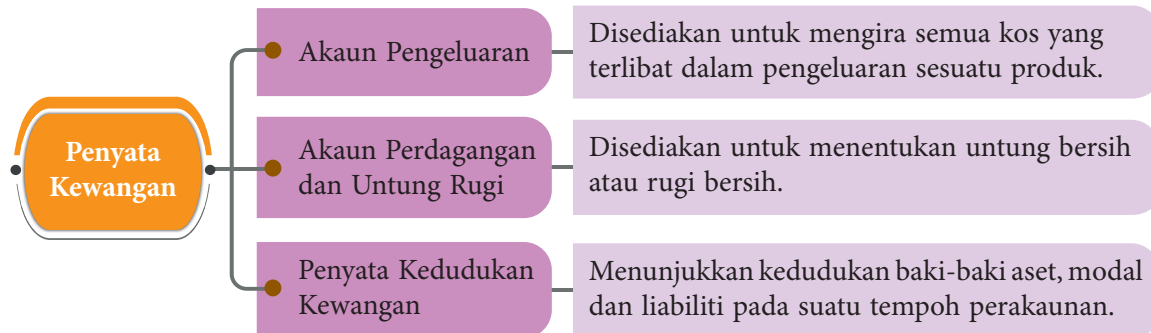 Penyata
Kewangan
Akaun Pengeluaran
Disediakan untuk mengira semua kos yang
terlibat dalam pengeluaran sesuatu produk.
Akaun Perdagangan
dan Untung Rugi
Disediakan untuk menentukan untung bersih
atau rugi bersih.
Penyata Kedudukan
Kewangan
Menunjukkan kedudukan baki-baki aset, modal
dan liabiliti pada suatu tempoh perakaunan.